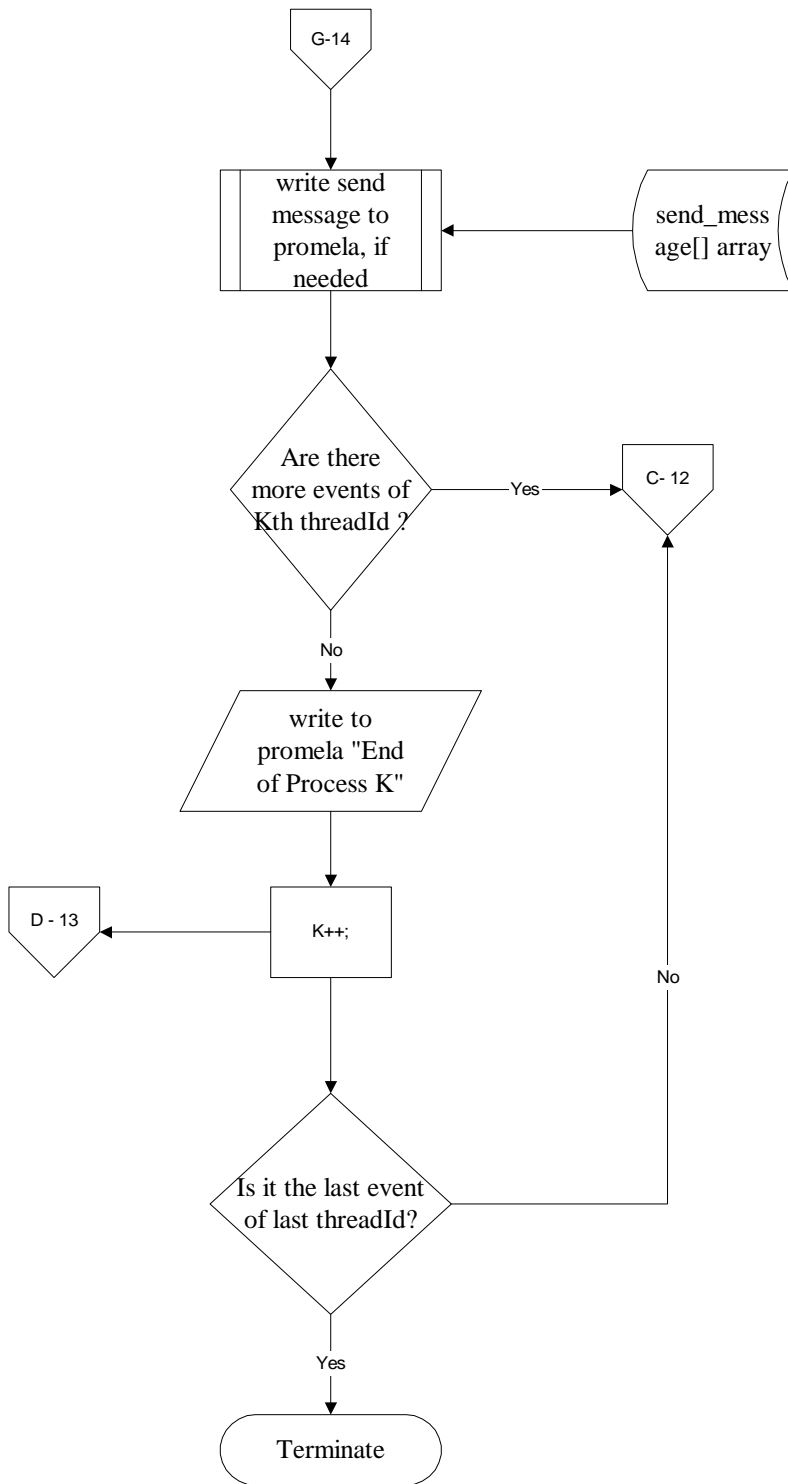 G-14
write send
message to
promela, if
needed
send_mess
age[] array
Are there
more events of
Kth threadId ?
Yes
C- 12
No
write to
promela "End
of Process K"
D - 13
K++;
No
Is it the last event
of last threadId?
Yes
Terminate